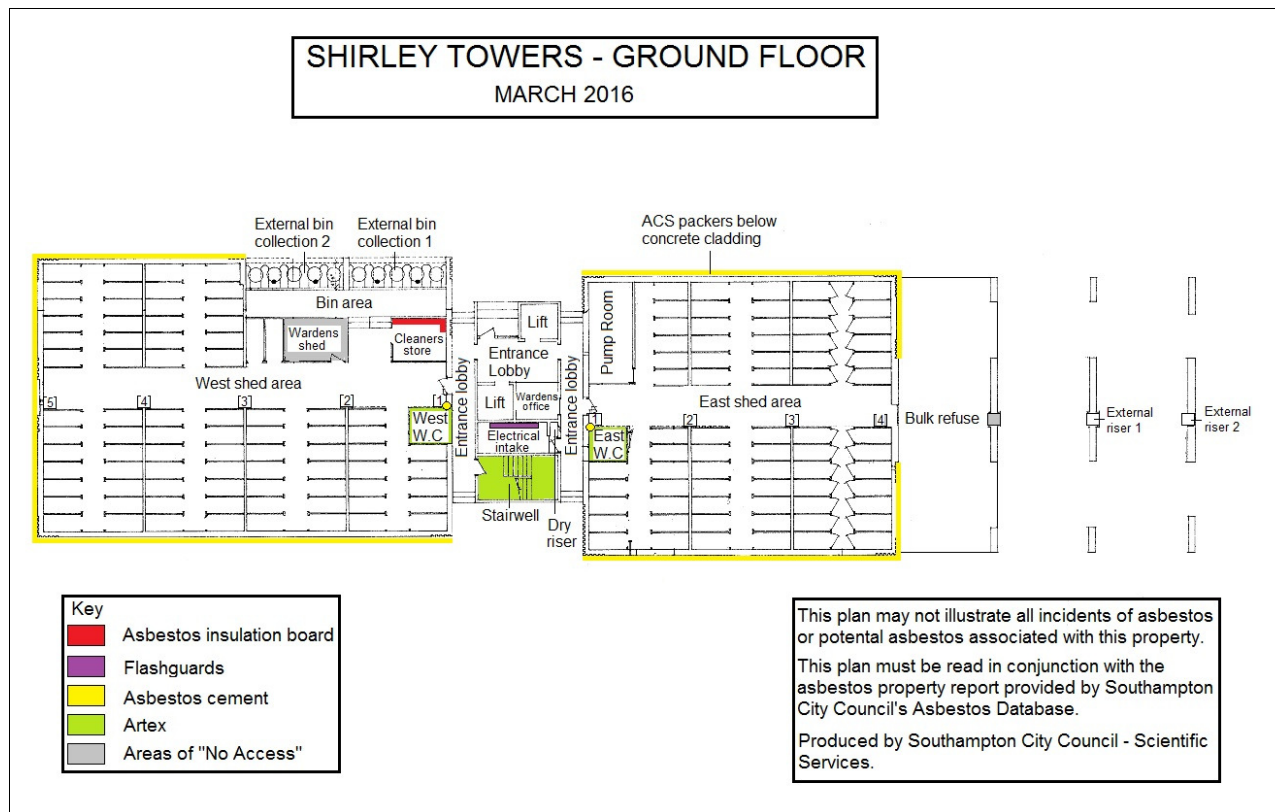 SHIRLEY TOWERS - GROUND FLOOR
MARCH 2016
External bin
collection 2
External bin
collection 1
ACS packers below
concrete cladding
Bin area
Wardens
shed
Cleaners
store
Lift
Entrance
Lobby
Pump Room
West shed area
Entrance lobby
Lift
Wardens
office
Entrance lobby
East shed area
[5]
[4]
[3]
[2]
[1]
West
W.C
Electrical
intake
[1]
East
W.C
[2]
[3]
[4]
Bulk refuse
External
riser 1
External
riser 2
Stairwell
Dry
riser
Key
Asbestos insulation board
Flashguards
Asbestos cement
Artex
Areas of "No Access"
This plan may not illustrate all incidents of asbestos
or potental asbestos associated with this property.
This plan must be read in conjunction with the
asbestos property report provided by Southampton
City Council's Asbestos Database.
Produced by Southampton City Council - Scientific
Services.